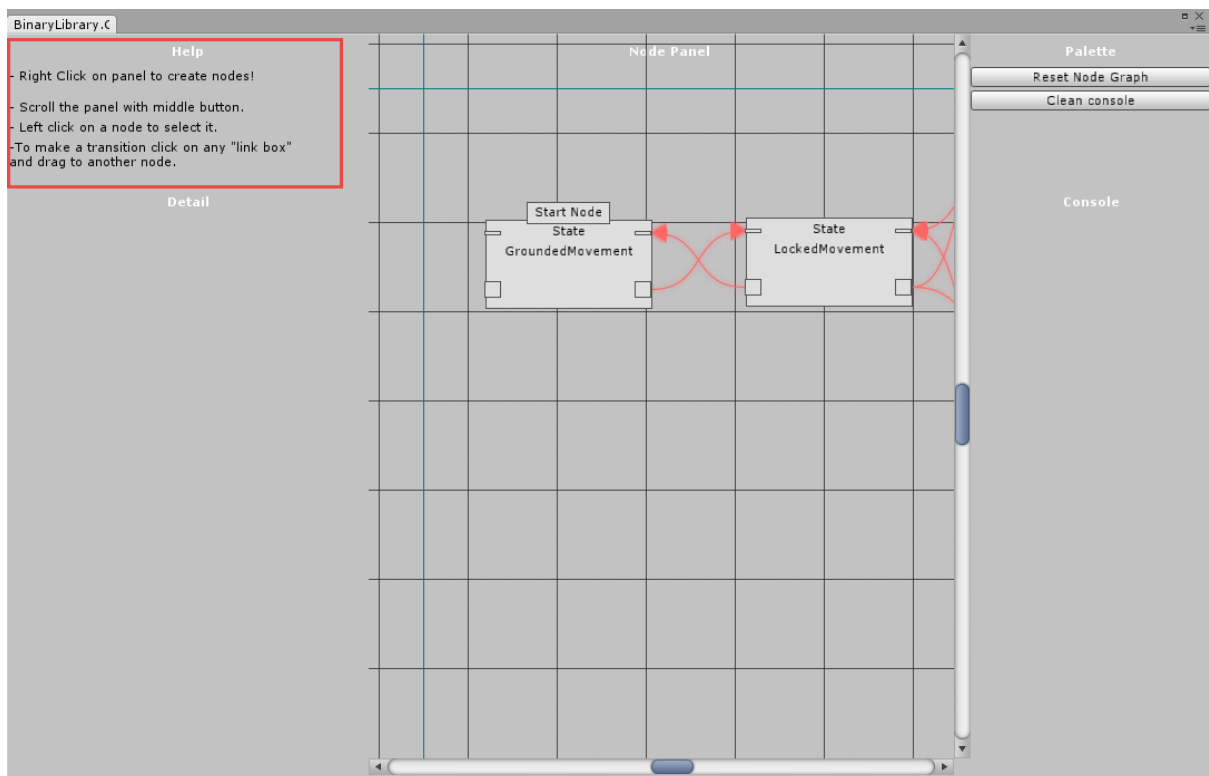 BinaryLibrary.C
Help
- Right Click on panel to create nodes!
- Scroll the panel with middle button.
- Left click on a node to select it.
-To make a transition click on any "link box"
and drag to another node.
Detail
Node Panel
Start Node
State
GroundedMovement
State
LockedMovement
Palette
Reset Node Graph
Clean console
Console